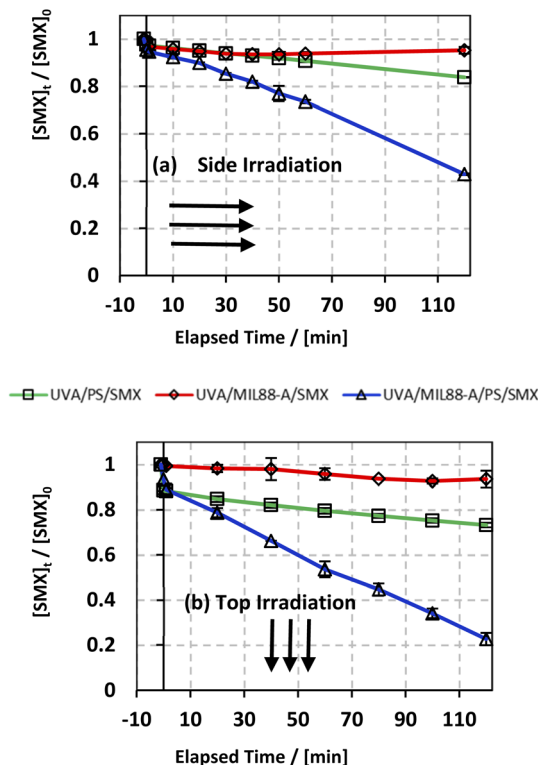 [SMX]t / [SMX]0
1
0.8
0.6
0.4
0.2
0
(a) Side Irradiation
-10 10 30 50 70 90 110
Elapsed Time / [min]
UVA/PS/SMX UVA/MIL88-A/SMX UVA/MIL88-A/PS/SMX
[SMX]t / [SMX]0
1
0.8
0.6
0.4
0.2
0
(b) Top Irradiation
-10 10 30 50 70 90 110
Elapsed Time / [min]